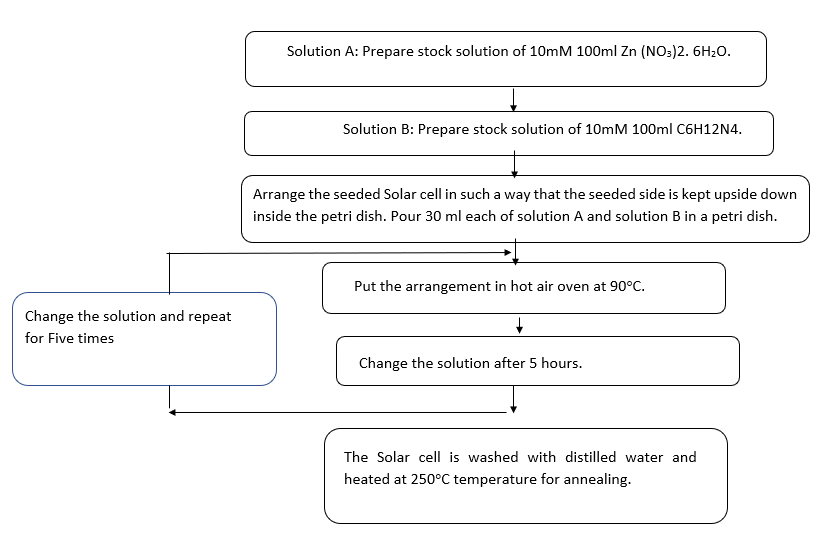 Solution A: Prepare stock solution of 10mM 100ml Zn (NO₃)2. 6H₂O.
Solution B: Prepare stock solution of 10mM 100ml C6H12N4.
Arrange the seeded Solar cell in such a way that the seeded side is kept upside down
inside the petri dish. Pour 30 ml each of solution A and solution B in a petri dish.
Put the arrangement in hot air oven at 90°C.
Change the solution after 5 hours.
Change the solution and repeat
for Five times
The Solar cell is washed with distilled water and
heated at 250°C temperature for annealing.